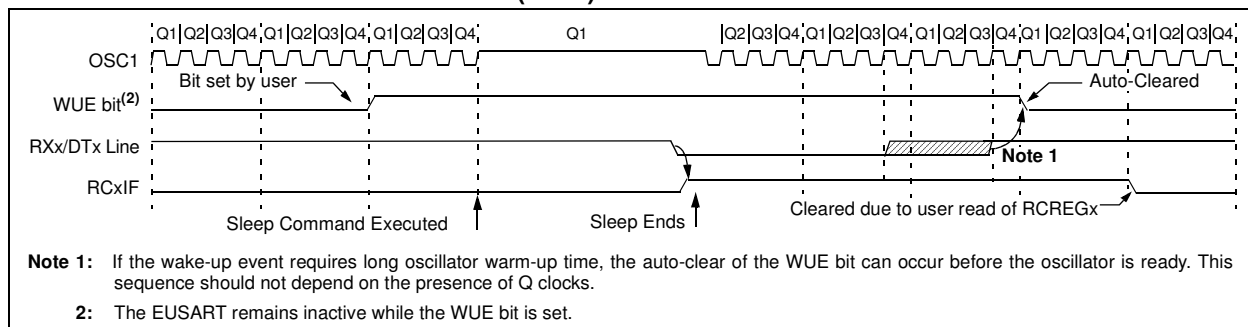 Q1 Q2 Q3 Q4 Q1 Q2 Q3 Q4 Q1 Q2 Q3 Q4 Q1 Q2 Q3 Q4 Q1 Q2 Q3 Q4 Q1 Q2 Q3 Q4 Q1 Q2 Q3 Q4 Q1 Q2 Q3 Q4
OSC1
Bit set by user
Auto-Cleared
WUE bit(2)
RXx/DTx Line
Note 1
RCxIF
Sleep Command Executed
Sleep Ends
Cleared due to user read of RCREGx
Note 1: If the wake-up event requires long oscillator warm-up time, the auto-clear of the WUE bit can occur before the oscillator is ready. This
sequence should not depend on the presence of Q clocks.
2: The EUSART remains inactive while the WUE bit is set.